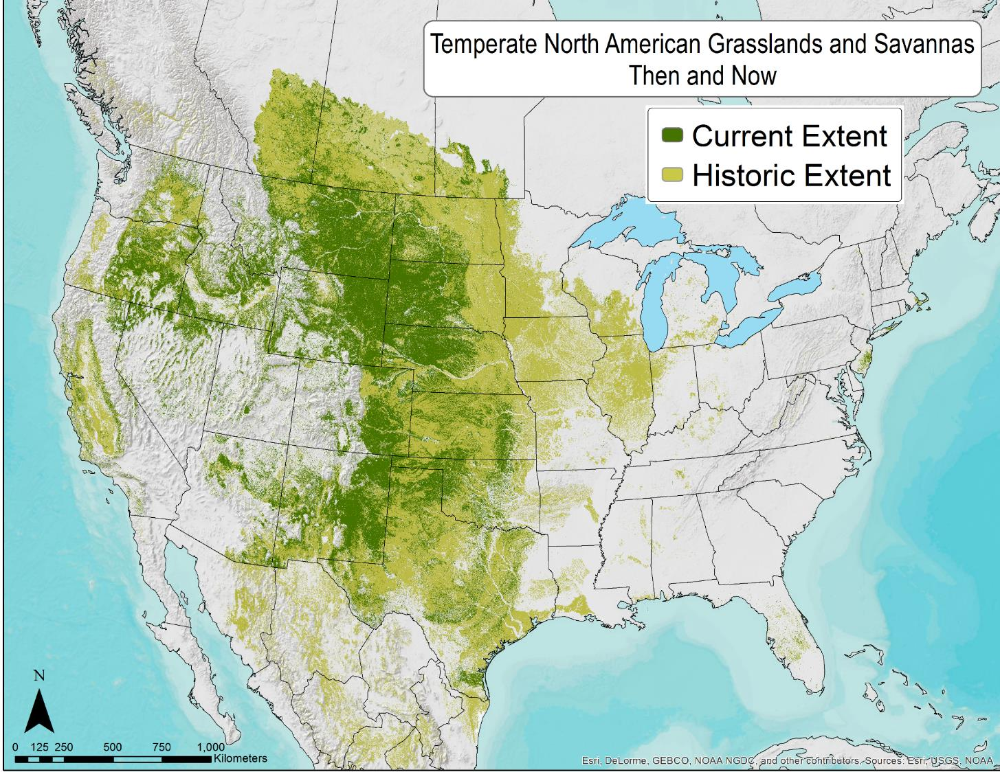 Temperate North American Grasslands and Savannas
Then and Now
Current Extent
Historic Extent
N
0 125 250 500 750 1,000
Kilometers
Esri, DeLorme, GEBCO, NOAA NGDC, and other contributors, Sources: Esri, USGS, NOAA